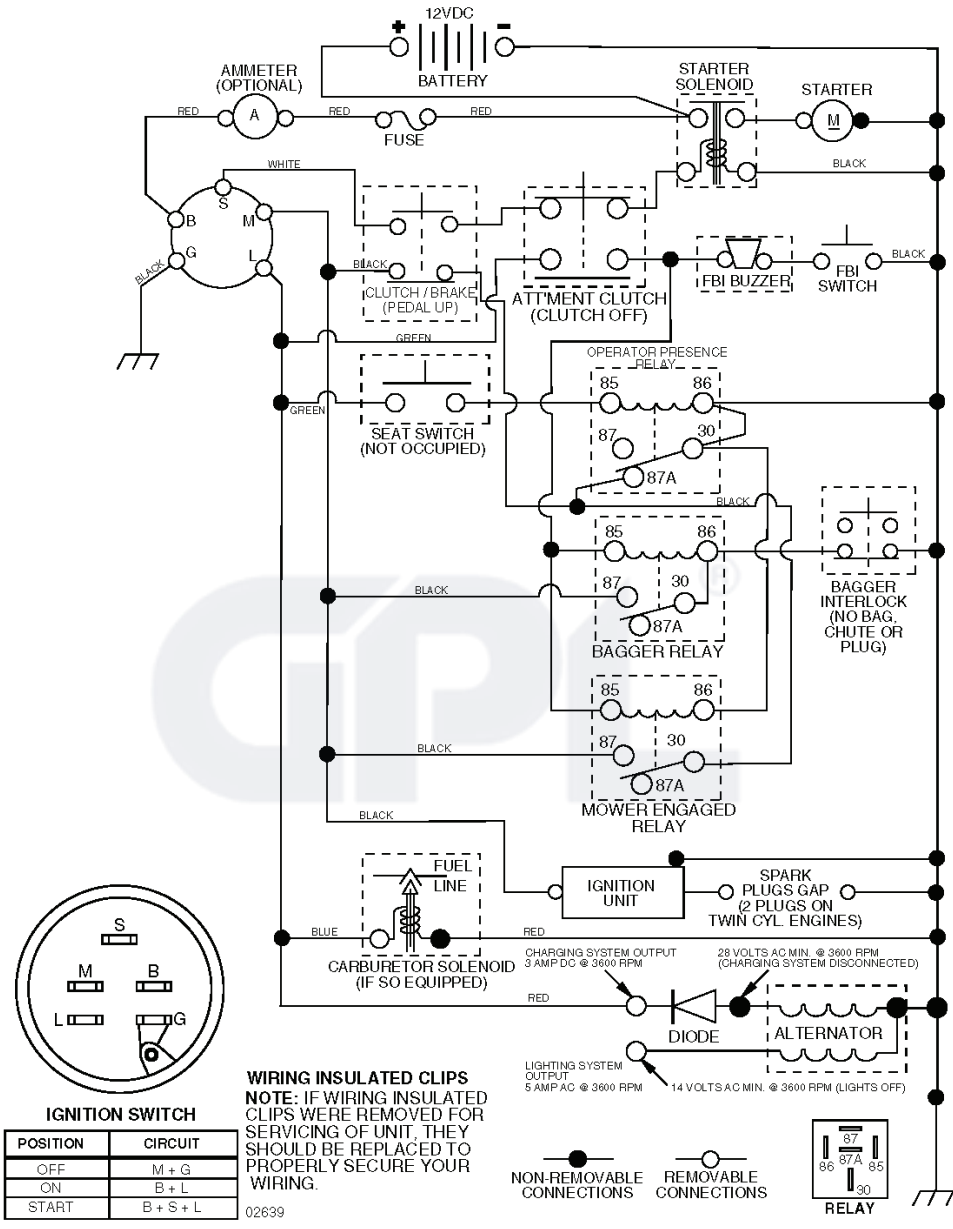 12VDC
+
-
BATTERY
AMMETER
(OPTIONAL)
RED
A
RED
FUSE
RED
STARTER
SOLENOID
STARTER
M
BLACK
WHITE
S
B
M
G
L
BLACK
BLACK
CLUTCH / BRAKE
(PEDAL UP)
ATT'MENT CLUTCH
(CLUTCH OFF)
FBI BUZZER
FBI
SWITCH
BLACK
GREEN
GREEN
SEAT SWITCH
(NOT OCCUPIED)
OPERATOR PRESENCE
RELAY
85
86
87
30
87A
BLACK
85
86
87
30
87A
BAGGER RELAY
BLACK
BAGGER
INTERLOCK
(NO BAG,
CHUTE OR
PLUG)
GPL®
85
86
87
30
87A
MOWER ENGAGED
RELAY
BLACK
BLACK
FUEL
LINE
IGNITION
UNIT
SPARK
PLUGS GAP
(2 PLUGS ON
TWIN CYL. ENGINES)
BLUE
RED
CARBURETOR SOLENOID
(IF SO EQUIPPED)
CHARGING SYSTEM OUTPUT
3 AMP DC @ 3600 RPM
28 VOLTS AC MIN. @ 3600 RPM
(CHARGING SYSTEM DISCONNECTED)
RED
DIODE
ALTERNATOR
LIGHTING SYSTEM
OUTPUT
5 AMP AC @ 3600 RPM
14 VOLTS AC MIN. @ 3600 RPM (LIGHTS OFF)
S
M
B
L
G
IGNITION SWITCH
POSITION CIRCUIT
OFF M + G
ON B + L
START B + S + L
WIRING INSULATED CLIPS
NOTE: IF WIRING INSULATED
CLIPS WERE REMOVED FOR
SERVICING OF UNIT, THEY
SHOULD BE REPLACED TO
PROPERLY SECURE YOUR
WIRING.
02639
NON-REMOVABLE
CONNECTIONS
REMOVABLE
CONNECTIONS
87
87A
86
85
30
RELAY